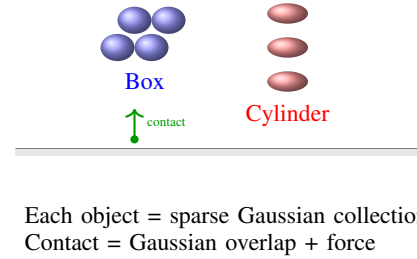 Box
Cylinder
contact
Each object = sparse Gaussian collectio
Contact = Gaussian overlap + force